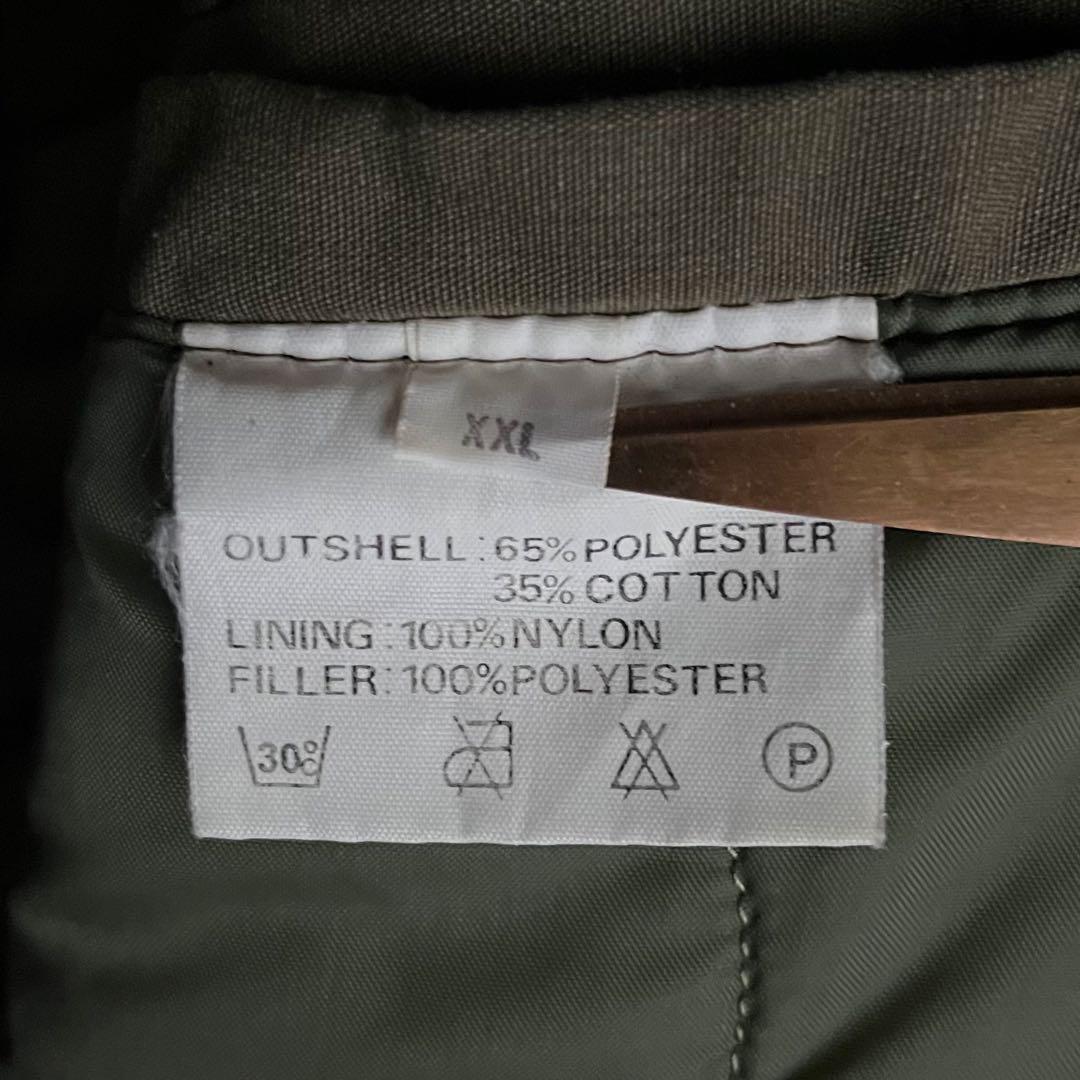 XXL
OUTSHELL:65%POLYESTER
35%COTTON
LINING:100%NYLON
FILLER:100%POLYESTER
30°C
P